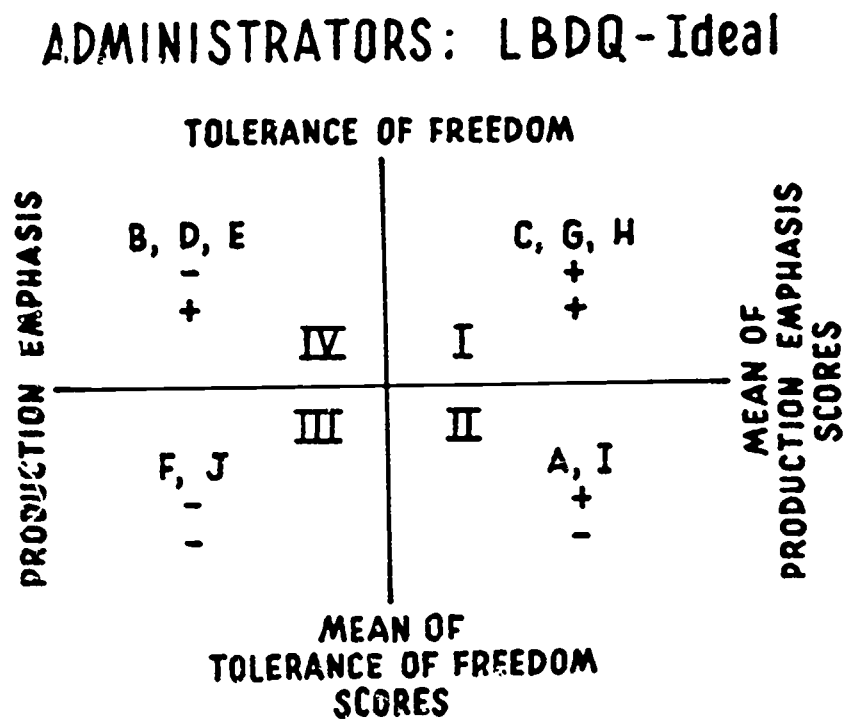 ADMINISTRATORS: LBDQ-Ideal
TOLERANCE OF FREEDOM
PRODUCTION EMPHASIS
B, D, E
-
+
IV
C, G, H
+
+
I
III
F, J
-
-
II
A, I
+
-
MEAN OF
PRODUCTION EMPHASIS
SCORES
MEAN OF
TOLERANCE OF FREEDOM
SCORES